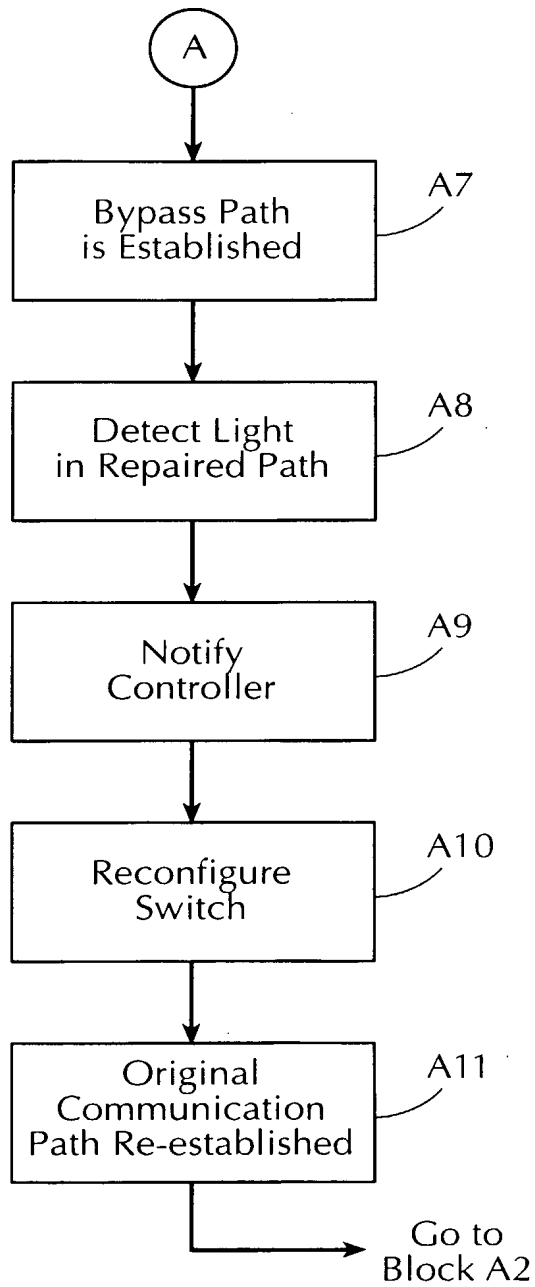 A
A7
Bypass Path
is Established
A8
Detect Light
in Repaired Path
A9
Notify
Controller
A10
Reconfigure
Switch
A11
Original
Communication
Path Re-established
Go to
Block A2